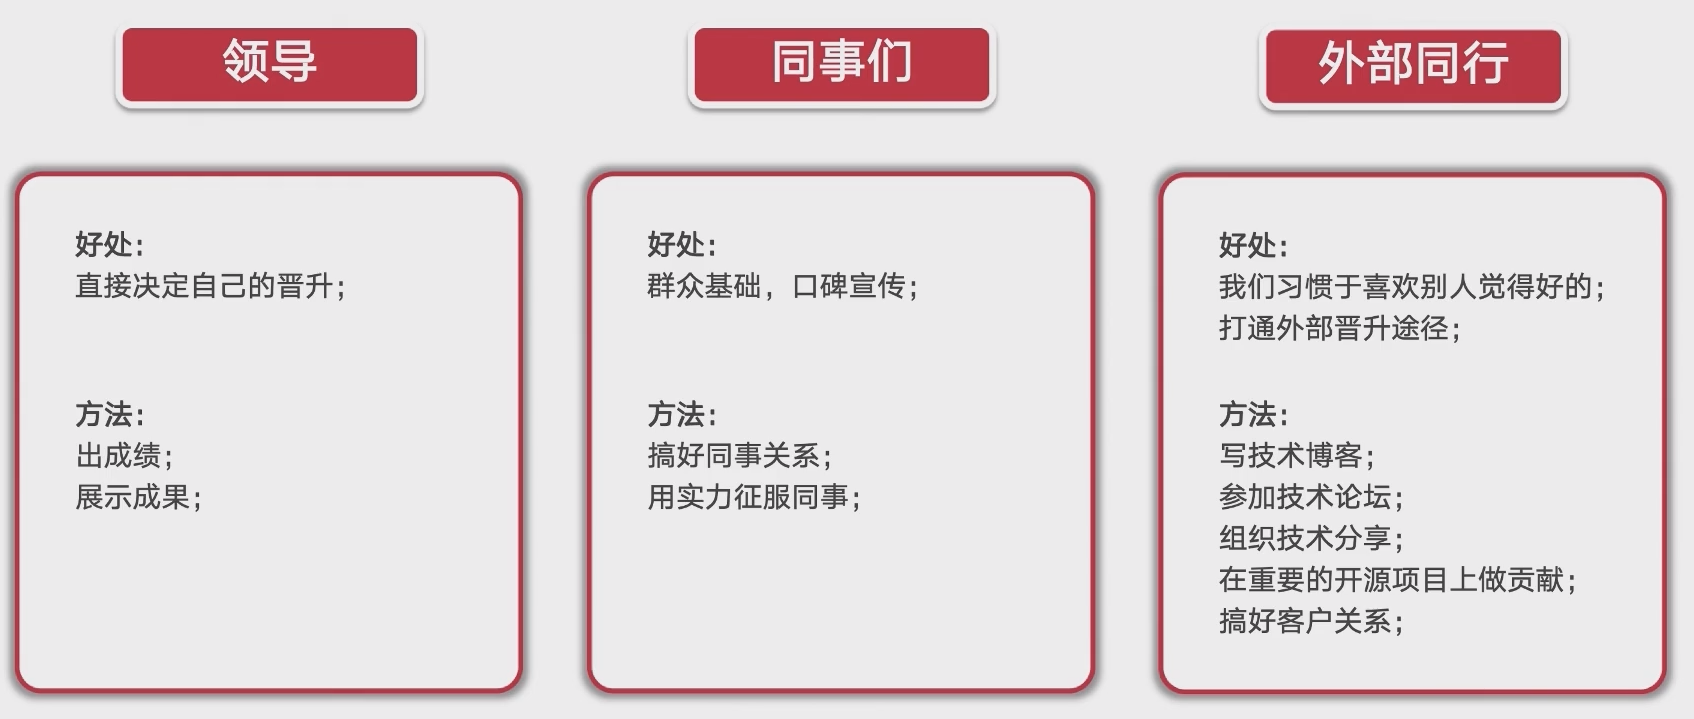 领导
好处：
直接决定自己的晋升；
方法：
出成绩；
展示成果；
同事们
好处：
群众基础，口碑宣传；
方法：
搞好同事关系；
用实力征服同事；
外部同行
好处：
我们习惯于喜欢别人觉得好的；
打通外部晋升途径；
方法：
写技术博客；
参加技术论坛；
组织技术分享；
在重要的开源项目上做贡献；
搞好客户关系；